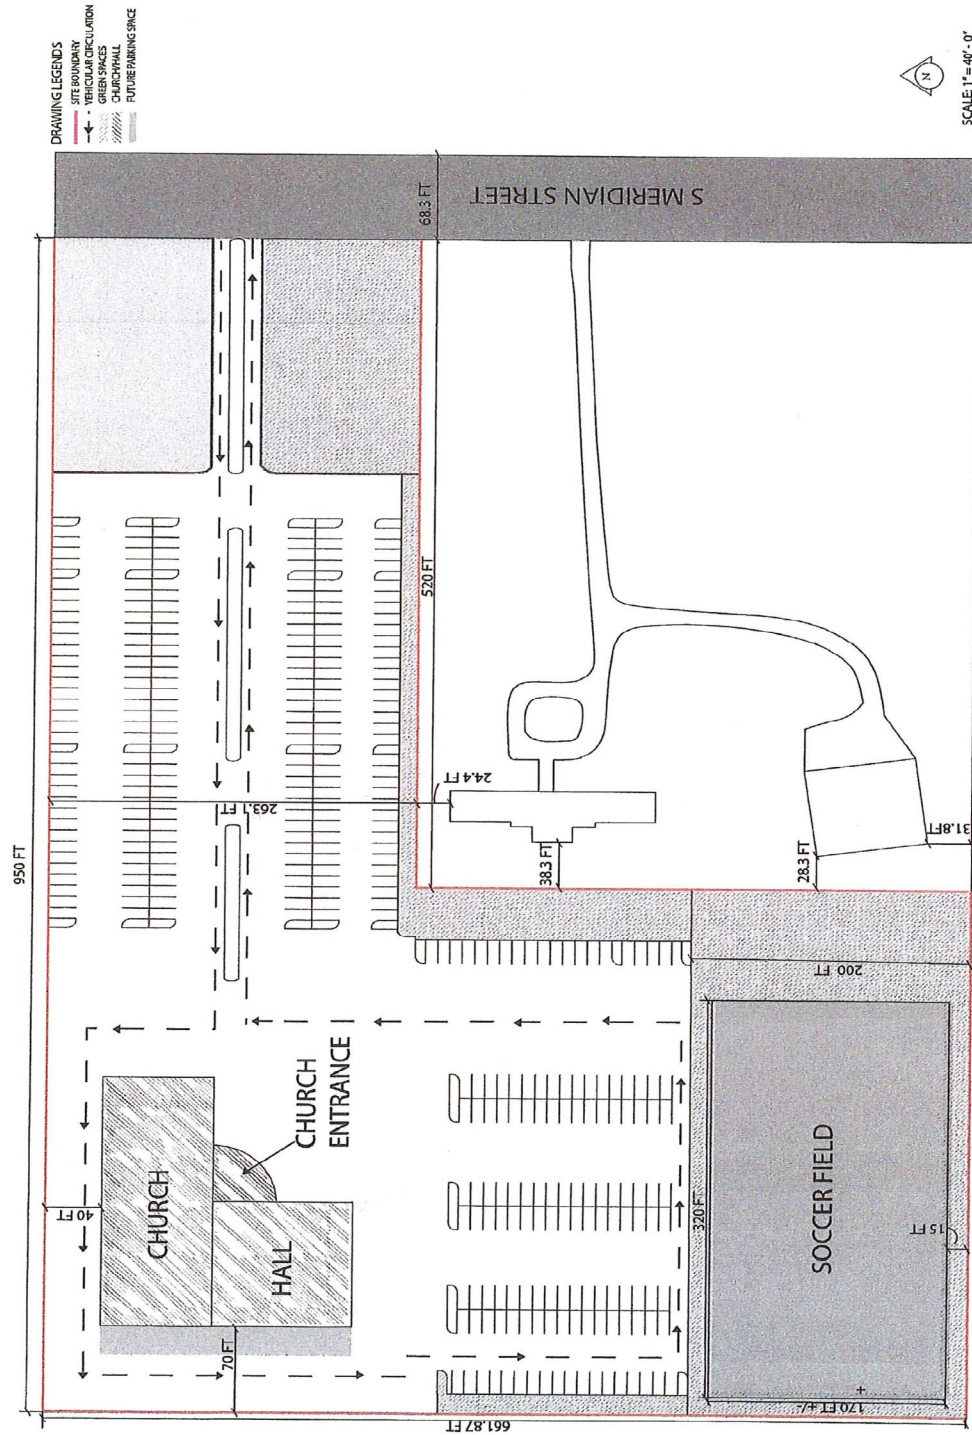 DRAWING LEGENDS
SITE BOUNDARY
VEHICULAR CIRCULATION
GREEN SPACES
CHURCH/HALL
FUTURE PARKING SPACE
950 FT
S MERIDIAN STREET
68.3 FT
520 FT
263.1 FT
24.4 FT
38.3 FT
28.3 FT
31.8FT
200 FT
40 FT
CHURCH
CHURCH
ENTRANCE
HALL
70 FT
320 FT
SOCCER FIELD
15 FT
170 FT +/-
661.87 FT
N
SCALE: 1" = 40' - 0"